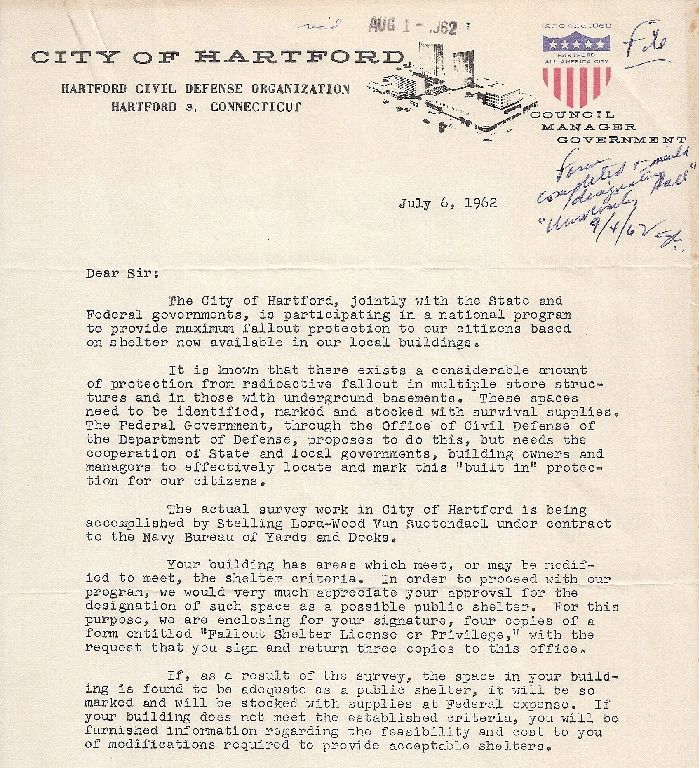 rec'd AUG 1 - 1962
File
CITY OF HARTFORD
HARTFORD CIVIL DEFENSE ORGANIZATION
HARTFORD 3, CONNECTICUT
HARTFORD
ALL AMERICA CITY
COUNCIL
MANAGER
GOVERNMENT
Form
completed + mailed
designating
"University Hall"
9/4/62
July 6, 1962
Dear Sir:
The City of Hartford, jointly with the State and
Federal governments, is participating in a national program
to provide maximum fallout protection to our citizens based
on shelter now available in our local buildings.
It is known that there exists a considerable amount
of protection from radioactive fallout in multiple store struc-
tures and in those with underground basements. These spaces
need to be identified, marked and stocked with survival supplies.
The Federal Government, through the Office of Civil Defense of
the Department of Defense, proposes to do this, but needs the
cooperation of State and local governments, building owners and
managers to effectively locate and mark this "built in" protec-
tion for our citizens.
The actual survey work in City of Hartford is being
accomplished by Stelling Lord-Wood Van Suetendael under contract
to the Navy Bureau of Yards and Docks.
Your building has areas which meet, or may be modif-
ied to meet, the shelter criteria. In order to proceed with our
program, we would very much appreciate your approval for the
designation of such space as a possible public shelter. For this
purpose, we are enclosing for your signature, four copies of a
form entitled "Fallout Shelter License or Privilege," with the
request that you sign and return three copies to this office.
If, as a result of the survey, the space in your build-
ing is found to be adequate as a public shelter, it will be so
marked and will be stocked with supplies at Federal expense. If
your building does not meet the established criteria, you will be
furnished information regarding the feasibility and cost to you
of modifications required to provide acceptable shelters.